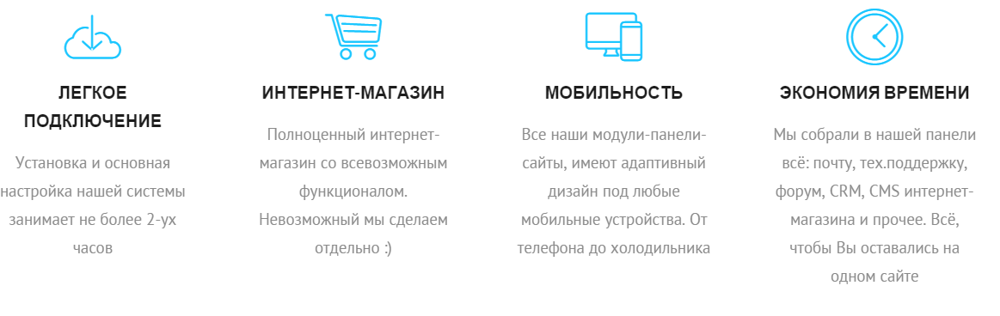 ЛЕГКОЕ
ПОДКЛЮЧЕНИЕ
Установка и основная
настройка нашей системы
занимает не более 2-ух
часов
ИНТЕРНЕТ-МАГАЗИН
Полноценный интернет-
магазин со всевозможным
функционалом.
Невозможный мы сделаем
отдельно :)
МОБИЛЬНОСТЬ
Все наши модули-панели-
сайты, имеют адаптивный
дизайн под любые
мобильные устройства. От
телефона до холодильника
ЭКОНОМИЯ ВРЕМЕНИ
Мы собрали в нашей панели
всё: почту, тех.поддержку,
форум, CRM, CMS интернет-
магазина и прочее. Всё,
чтобы Вы оставались на
одном сайте